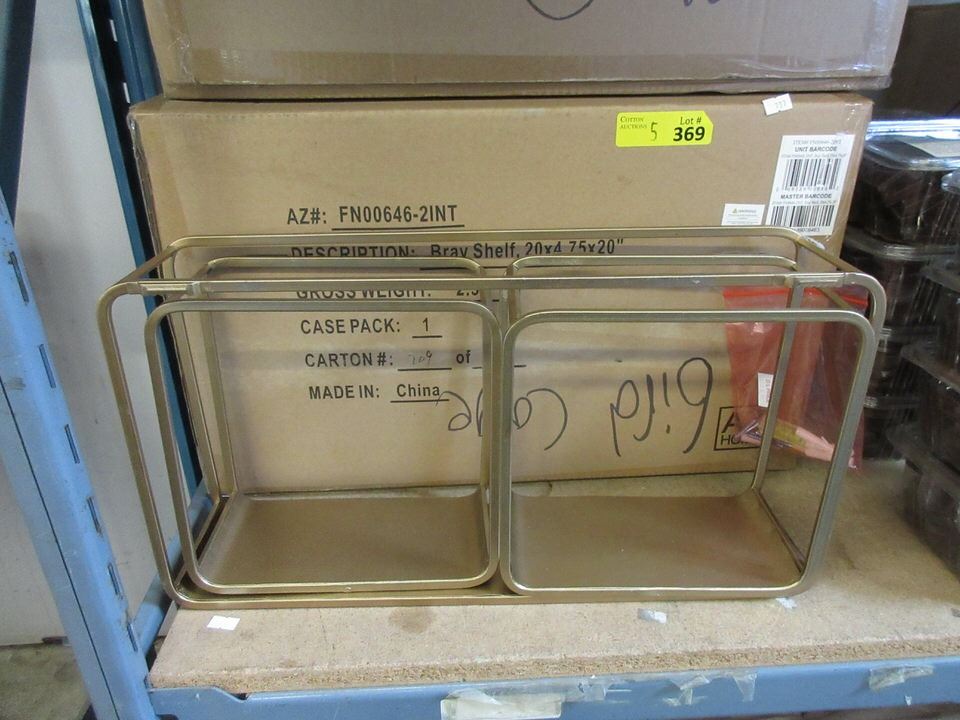 COTTON
AUCTIONS
5
Lot #
369
UNIT BARCODE
MASTER BARCODE
AZ#: FN00646-2INT
DESCRIPTION: Bray Shelf, 20x4.75x20"
GROSS WEIGHT:
CASE PACK: 1
CARTON #: 209 of
MADE IN: China
Bird Cage